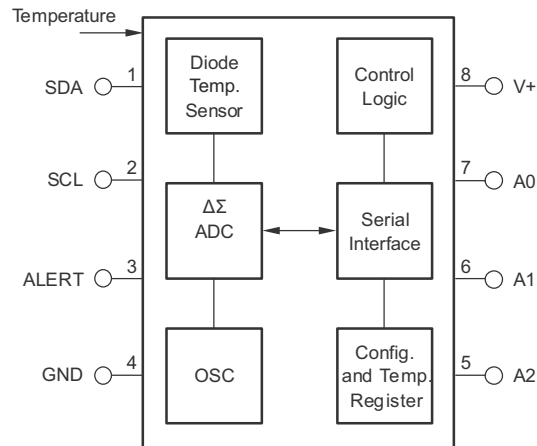 Temperature
Diode
Temp.
Sensor
Control
Logic
1
SDA
8
V+
2
SCL
ΔΣ
ADC
Serial
Interface
7
A0
3
ALERT
6
A1
4
GND
OSC
Config.
and Temp.
Register
5
A2